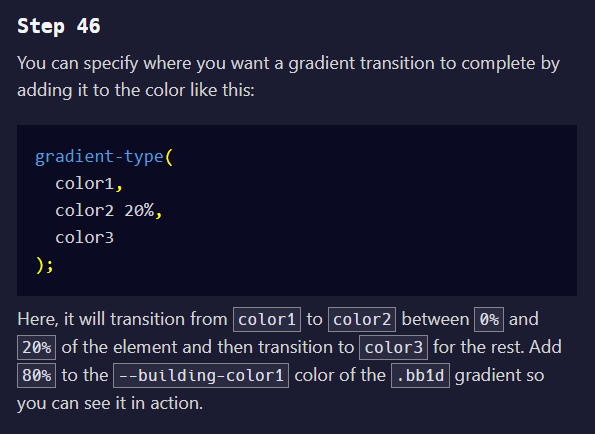 Step 46
You can specify where you want a gradient transition to complete by
adding it to the color like this:
gradient-type(
color1,
color2 20%,
color3
);
Here, it will transition from color1 to color2 between 0% and
20% of the element and then transition to color3 for the rest. Add
80% to the --building-color1 color of the .bb1d gradient so
you can see it in action.